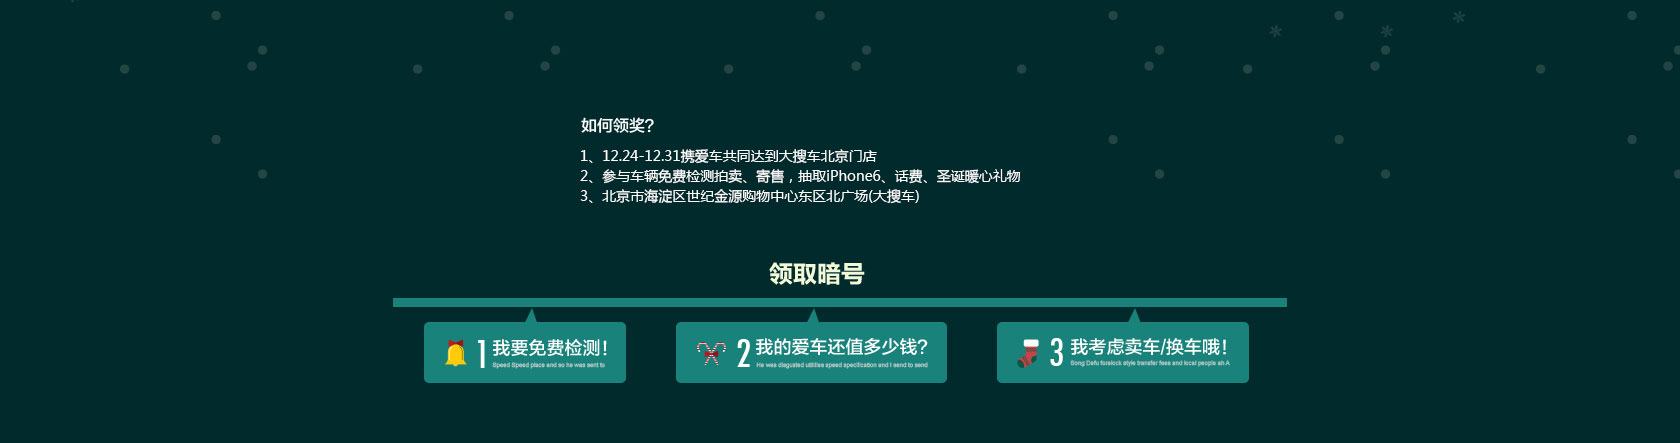 如何领奖?
1、12.24-12.31携爱车共同达到大搜车北京门店
2、参与车辆免费检测拍卖、寄售，抽取iPhone6、话费、圣诞暖心礼物
3、北京市海淀区世纪金源购物中心东区北广场(大搜车)
领取暗号
1 我要免费检测!
Speed Speed place and so he was sent to
2 我的爱车还值多少钱?
He was disguated utilities speed specification and I send to send
3 我考虑卖车/换车哦!
Song Defu forelock style transfer fees and local people ah A